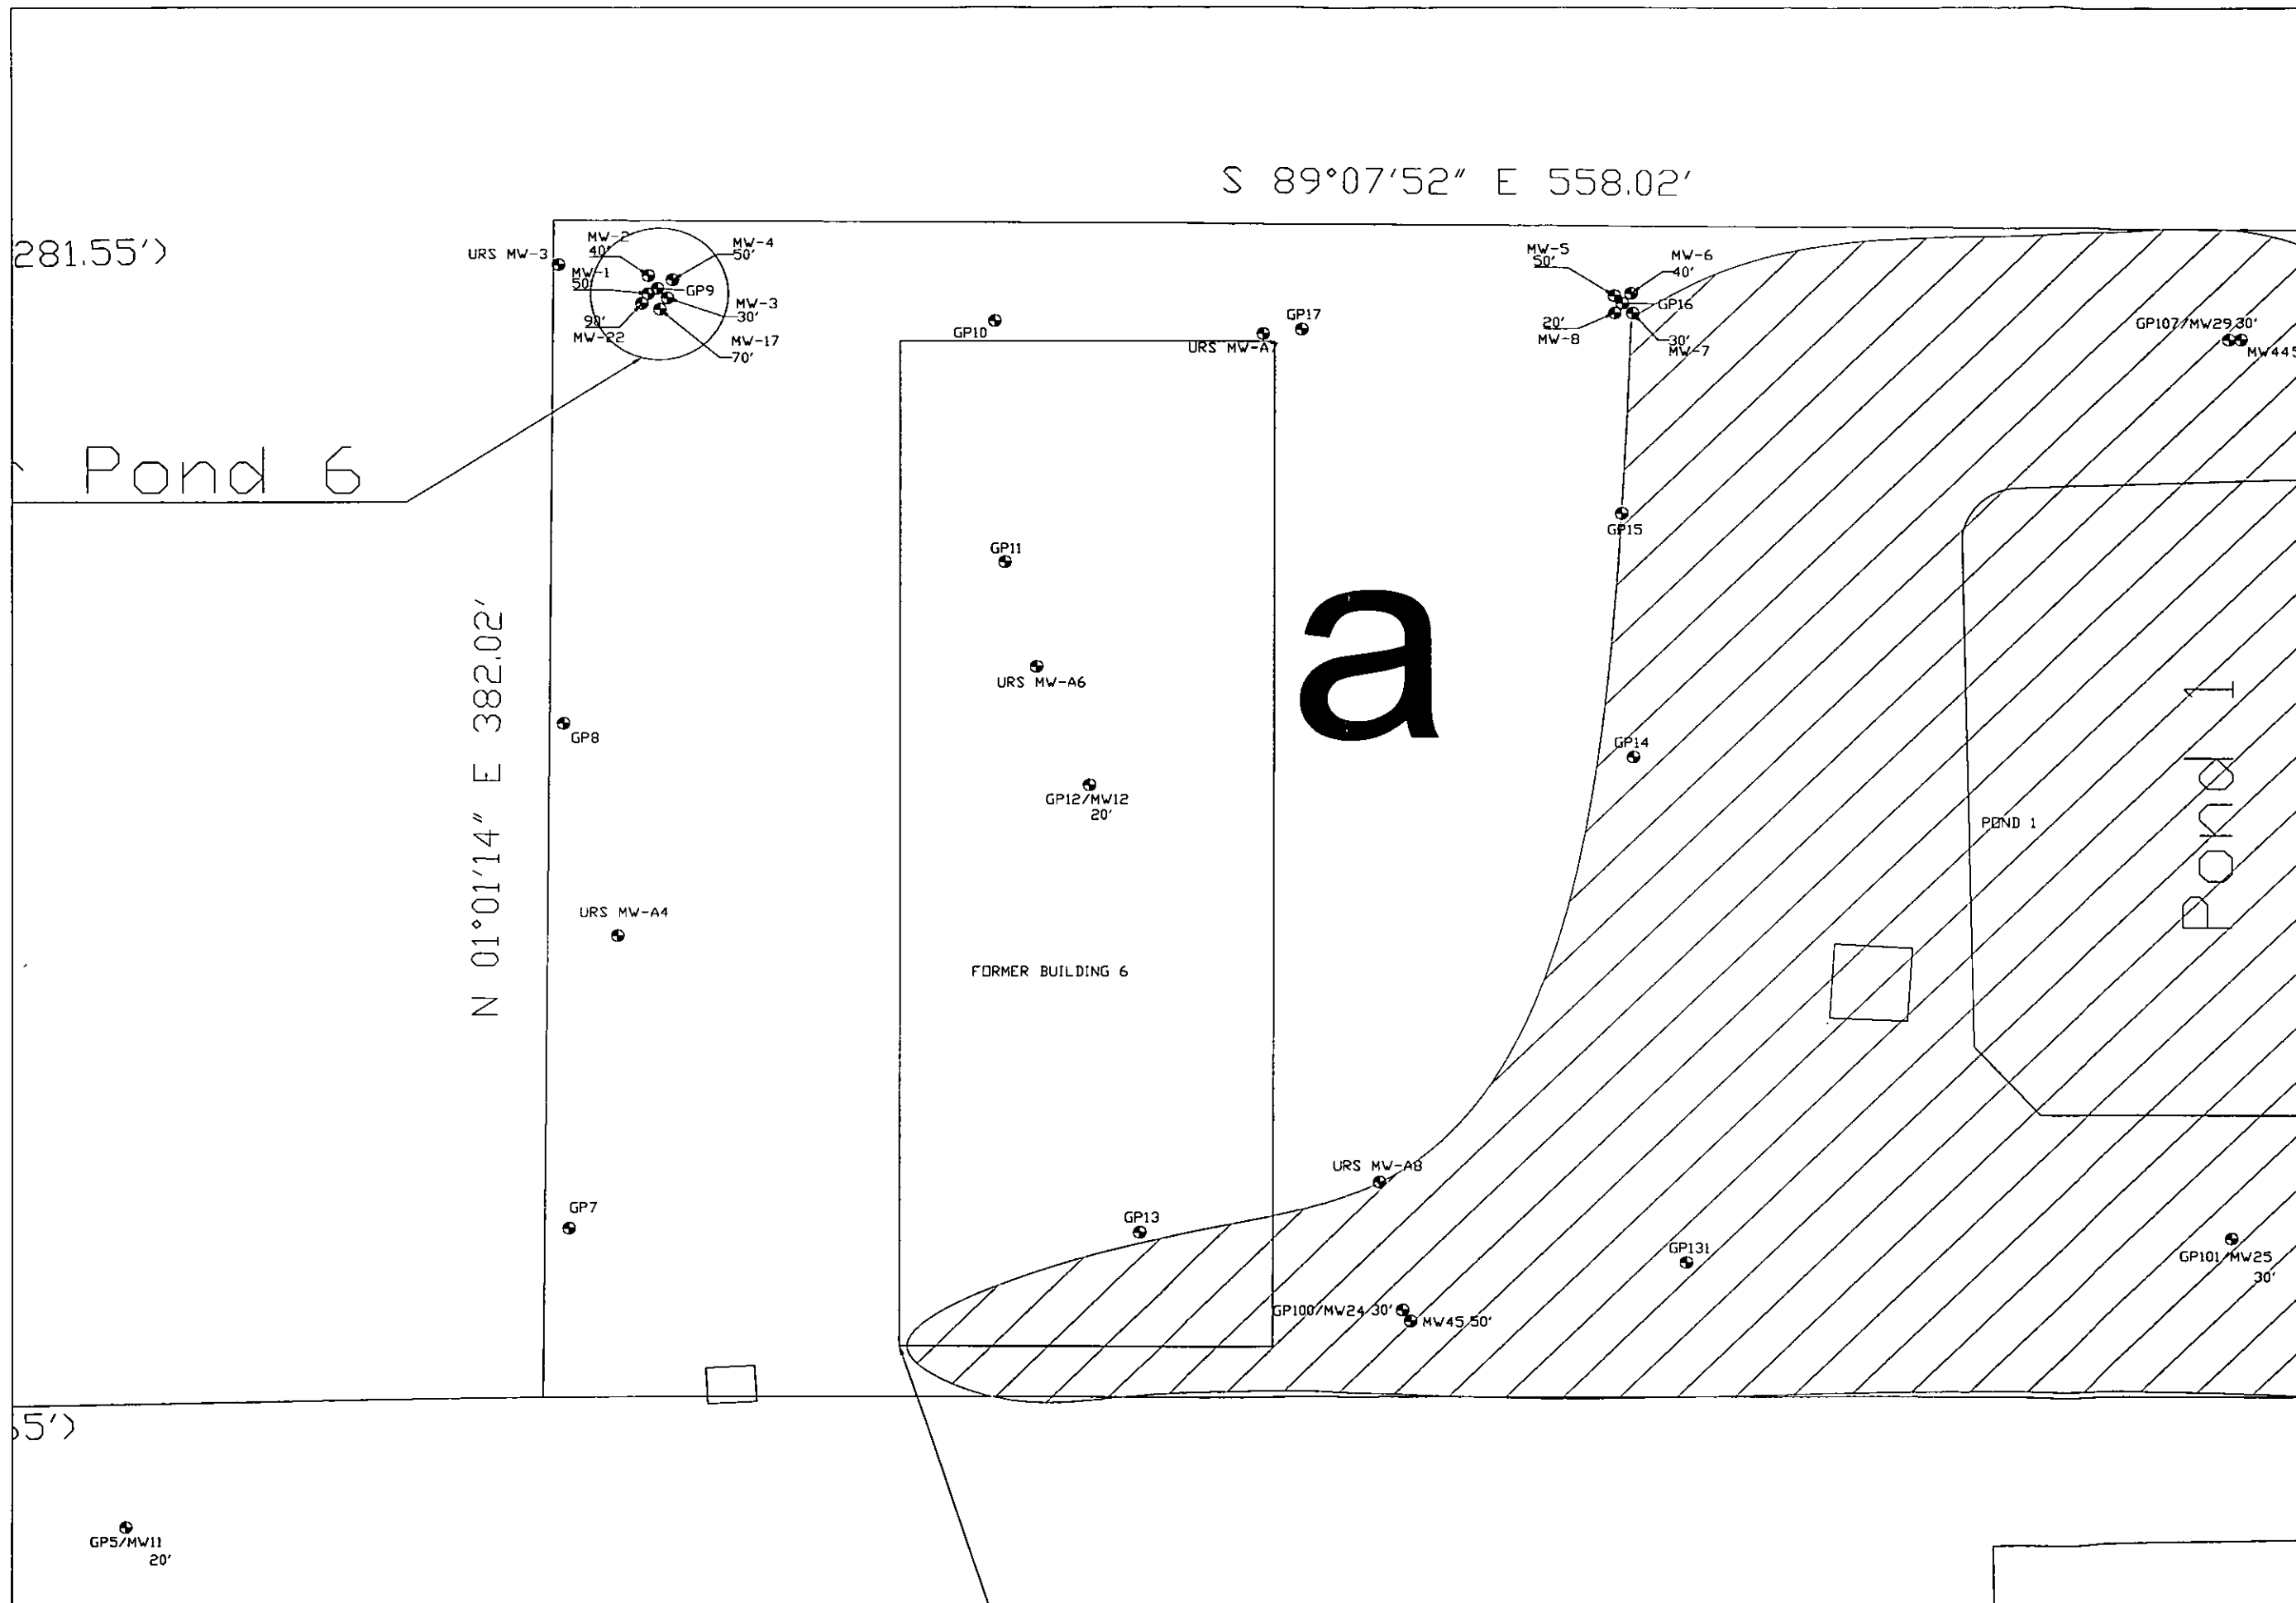 S 89°07'52" E 558.02'
281.55')
URS MW-3
MW-2
40'
MW-4
50'
MW-1
50'
GP9
MW-3
30'
90'
MW-22
MW-17
70'
MW-5
50'
MW-6
40'
GP16
20'
MW-8
30'
MW-7
GP10
URS MW-A7
GP17
GP107/MW29 30'
MW44 5
Pond 6
GP11
GP15
a
URS MW-A6
GP8
GP14
GP12/MW12
20'
N 01°01'14" E 382.02'
POND 1
Pond 1
URS MW-A4
FORMER BUILDING 6
URS MW-A8
GP7
GP13
GP131
GP101/MW25
30'
GP100/MW24 30'
MW45 50'
55')
GP5/MW11
20'